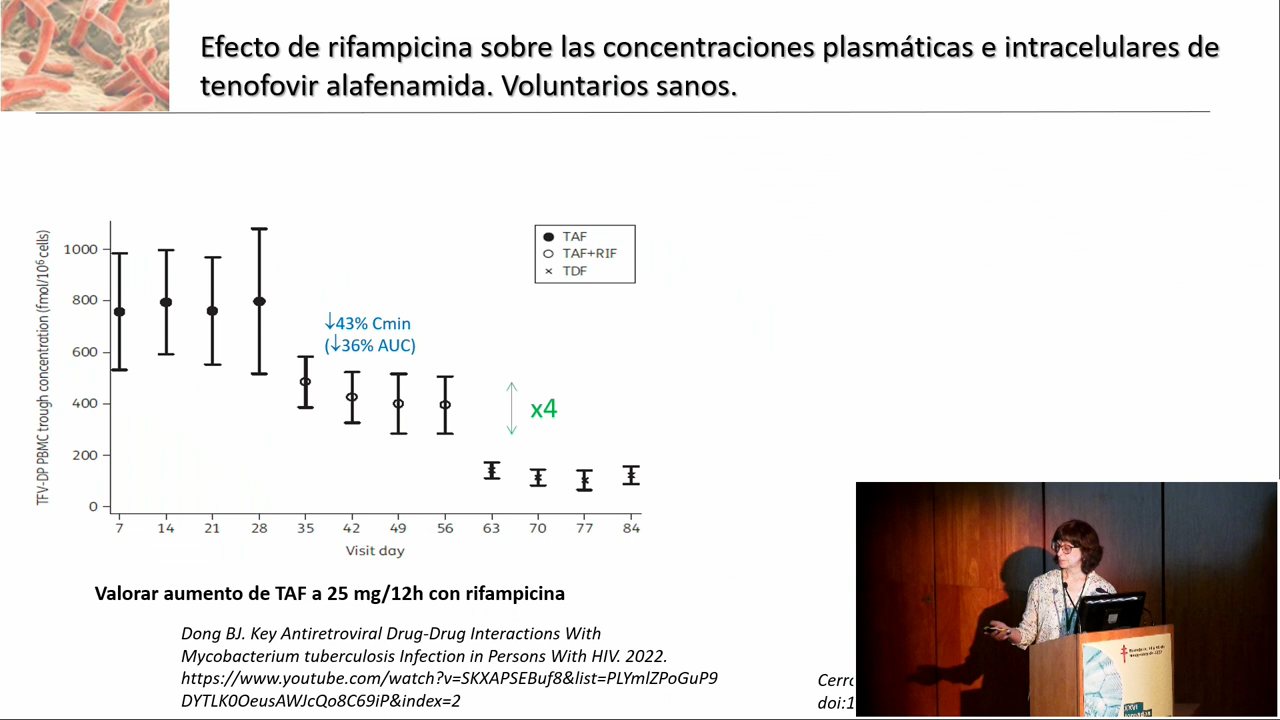 Efecto de rifampicina sobre las concentraciones plasmáticas e intracelulares de
tenofovir alafenamida. Voluntarios sanos.
TFV-DP PBMC trough concentration (fmol/10⁶ cells)
1000
800
600
400
200
0
TAF
TAF+RIF
TDF
↓43% Cmin
(↓36% AUC)
x4
7 14 21 28 35 42 49 56 63 70 77 84
Visit day
Valorar aumento de TAF a 25 mg/12h con rifampicina
Dong BJ. Key Antiretroviral Drug-Drug Interactions With
Mycobacterium tuberculosis Infection in Persons With HIV. 2022.
https://www.youtube.com/watch?v=SKXAPSEBuf8&list=PLYmlZPoGuP9
DYTLK0OeusAWJcQo8C69iP&index=2
doi:1
XXVI